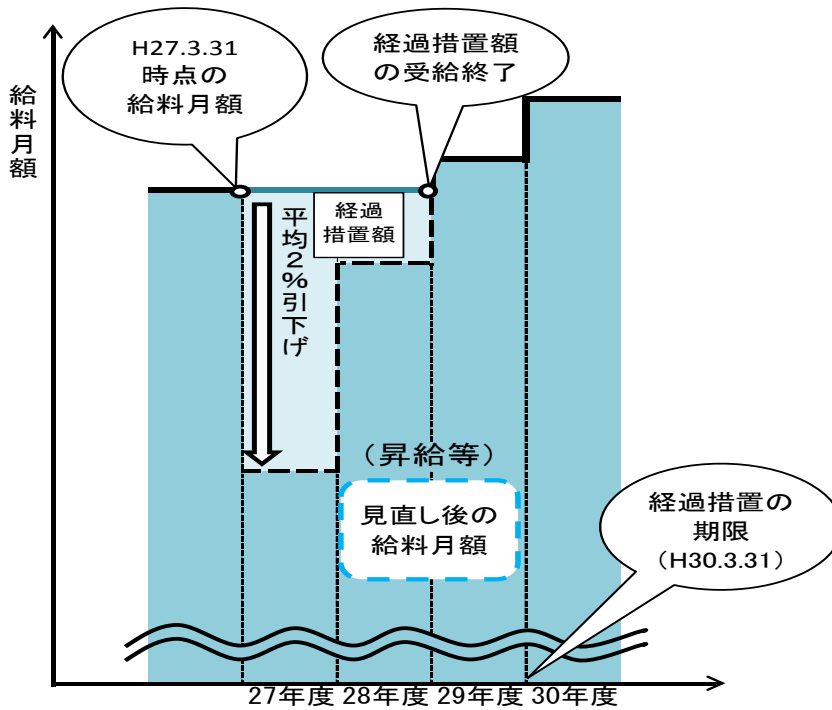 給料月額
H27.3.31
時点の
給料月額
経過措置額
の受給終了
経過
措置額
平均２％引下げ
（昇給等）
見直し後の
給料月額
経過措置の
期限
（H30.3.31）
27年度 28年度 29年度 30年度